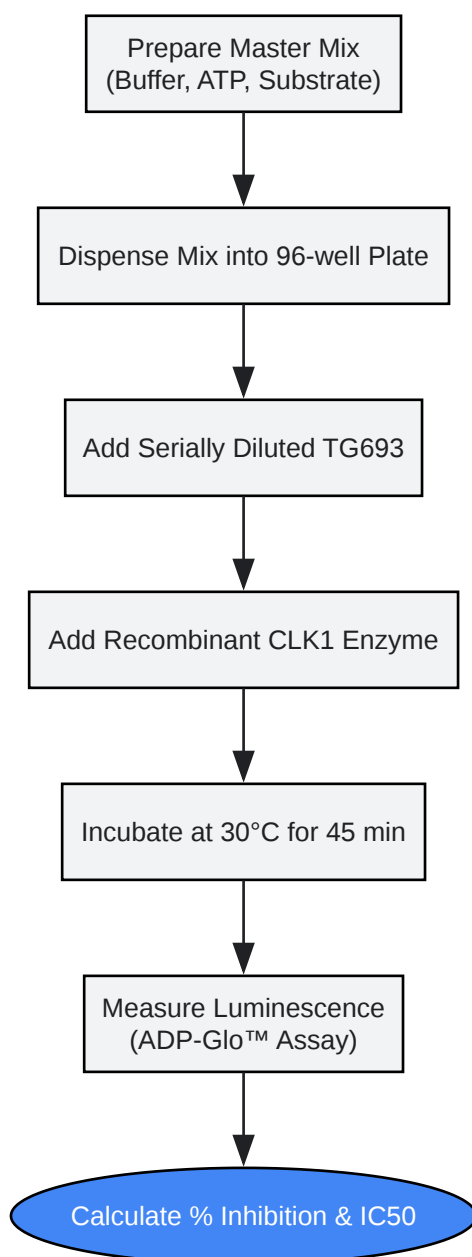 Prepare Master Mix
(Buffer, ATP, Substrate)
Dispense Mix into 96-well Plate
Add Serially Diluted TG693
Add Recombinant CLK1 Enzyme
Incubate at 30°C for 45 min
Measure Luminescence
(ADP-Glo™ Assay)
Calculate % Inhibition & IC50